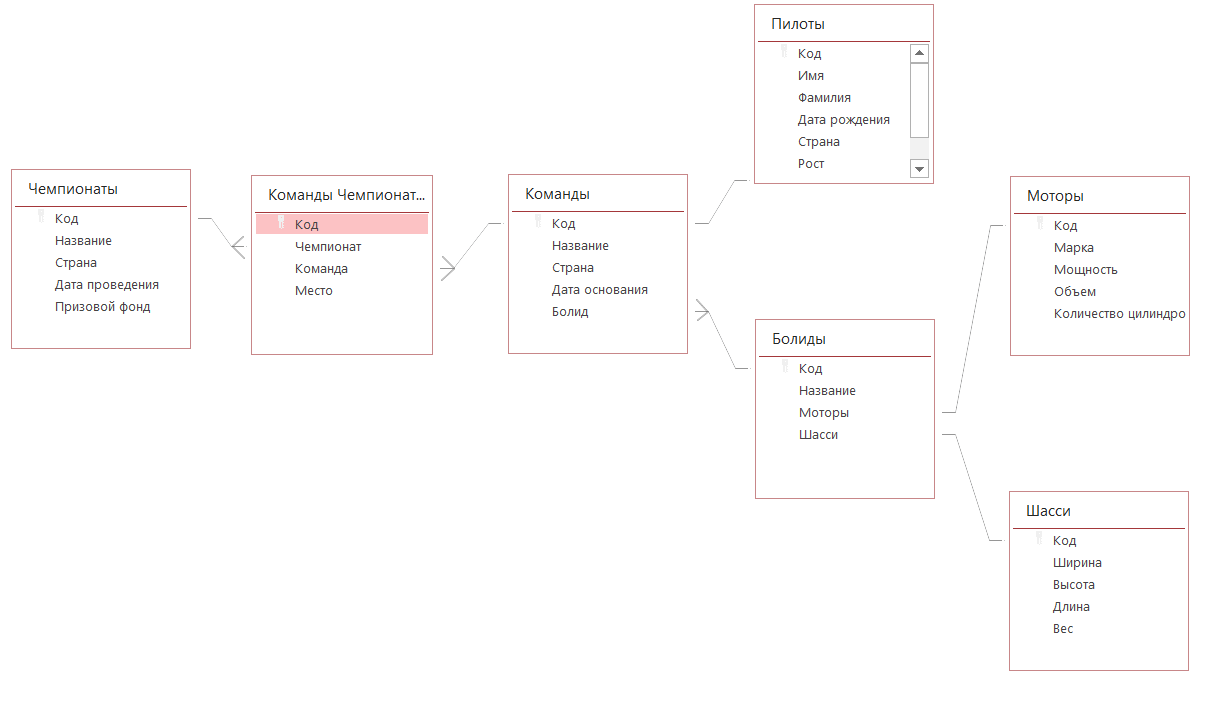 Чемпионаты
Код
Название
Страна
Дата проведения
Призовой фонд
Команды Чемпионат...
Код
Чемпионат
Команда
Место
Команды
Код
Название
Страна
Дата основания
Болид
Пилоты
Код
Имя
Фамилия
Дата рождения
Страна
Рост
Болиды
Код
Название
Моторы
Шасси
Моторы
Код
Марка
Мощность
Объем
Количество цилиндро
Шасси
Код
Ширина
Высота
Длина
Вес